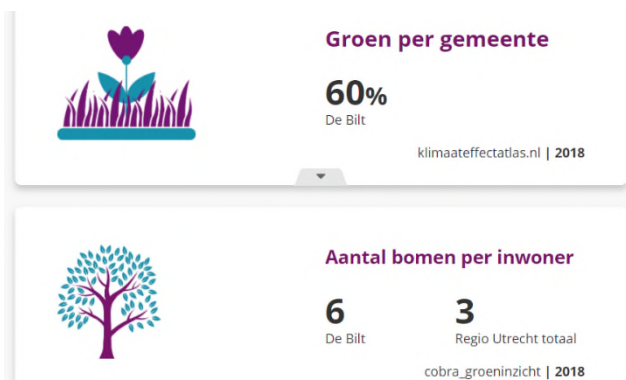 Groen per gemeente
60%
De Bilt
klimaateffectatlas.nl | 2018
Aantal bomen per inwoner
6 3
De Bilt Regio Utrecht totaal
cobra_groeninzicht | 2018